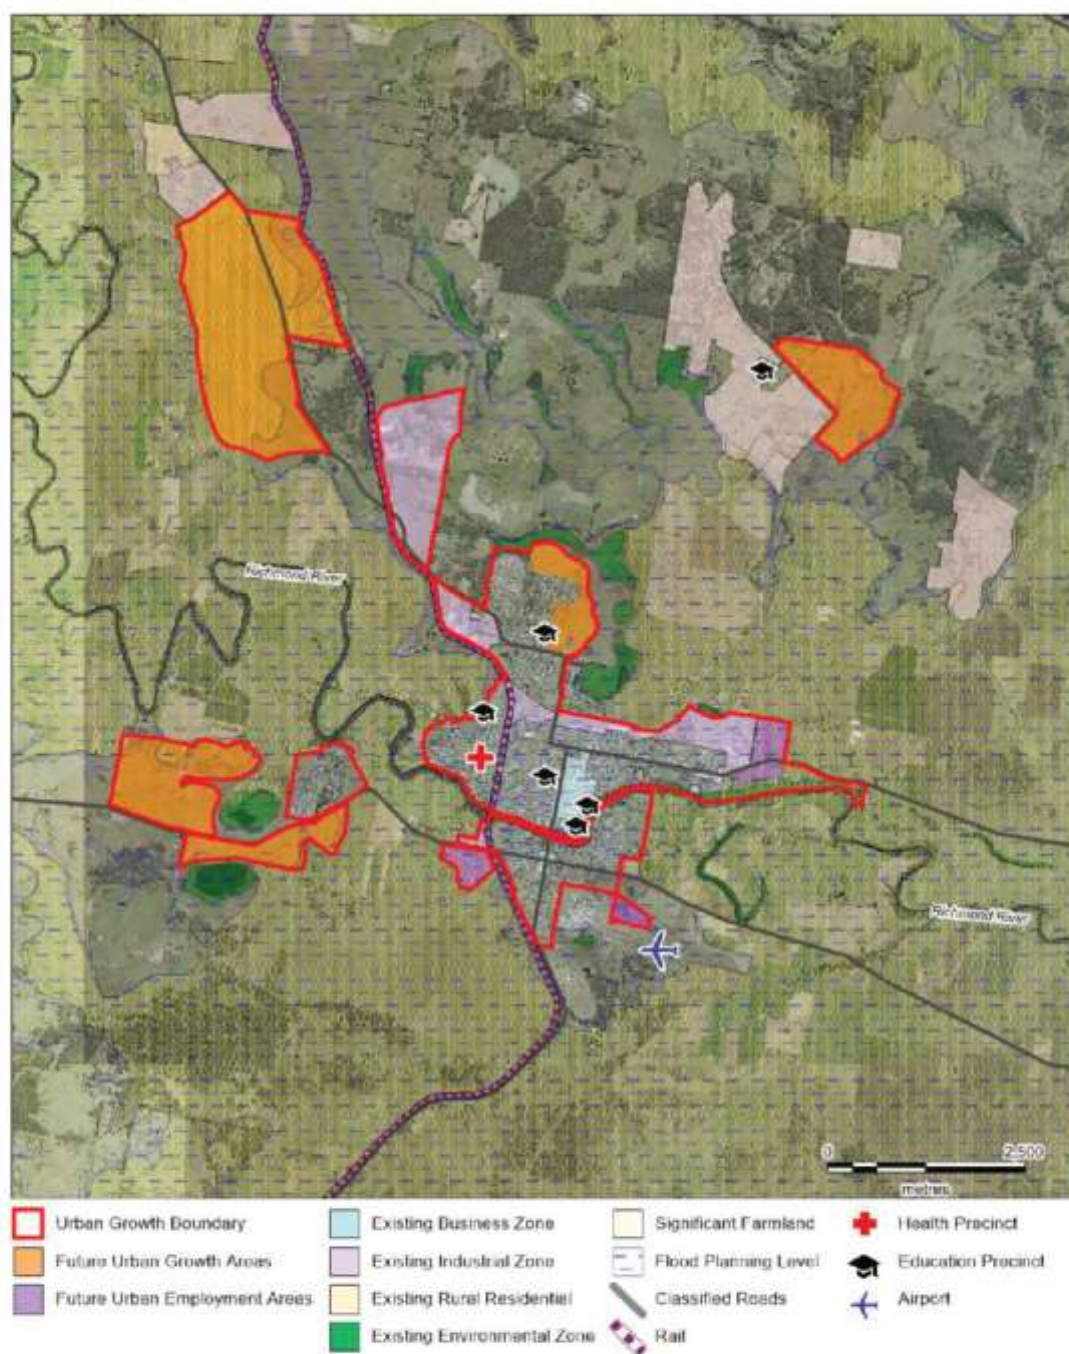 Richmond River
Richmond River
0 2,500
metres
Urban Growth Boundary
Future Urban Growth Areas
Future Urban Employment Areas
Existing Business Zone
Existing Industrial Zone
Existing Rural Residential
Existing Environmental Zone
Significant Farmland
Flood Planning Level
Classified Roads
Rail
Health Precinct
Education Precinct
Airport